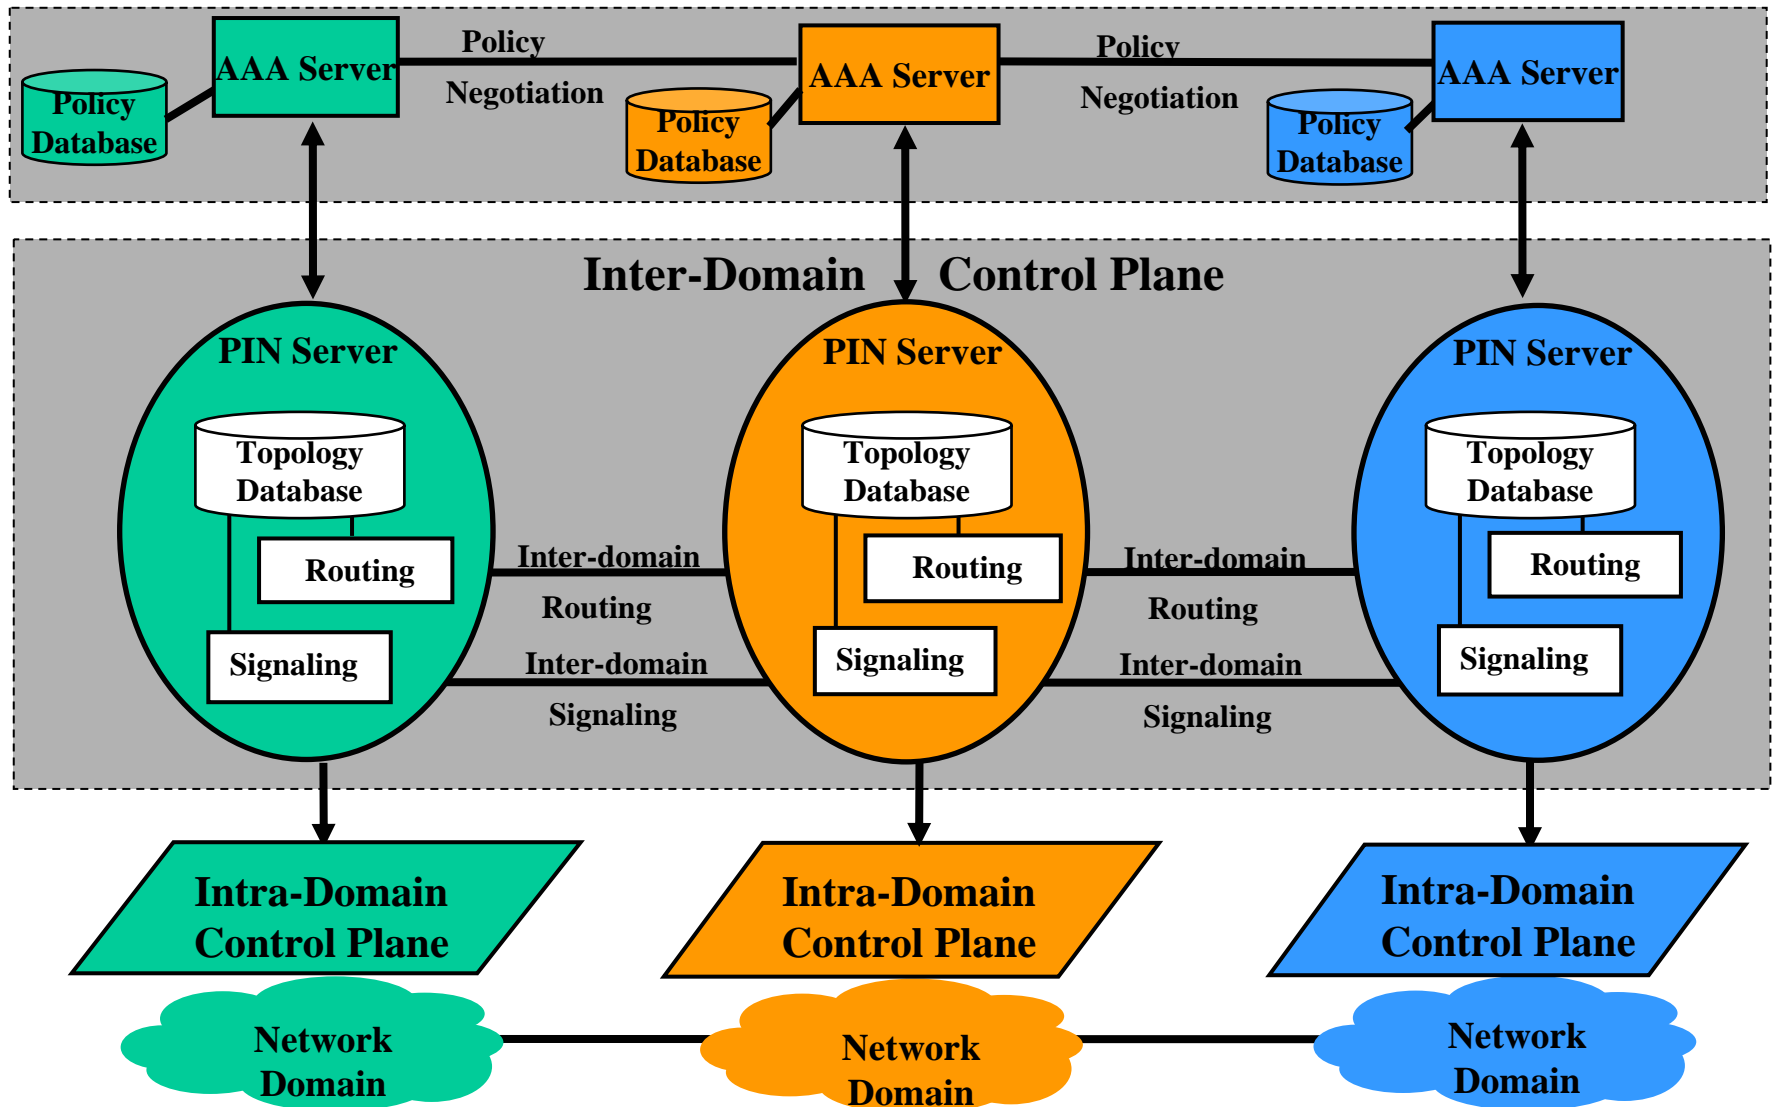 Policy
Negotiation
Policy
Negotiation
AAA Server
AAA Server
AAA Server
Policy
Database
Policy
Database
Policy
Database
Inter-Domain Control Plane
PIN Server
PIN Server
PIN Server
Topology
Database
Topology
Database
Topology
Database
Routing
Routing
Routing
Inter-domain
Routing
Inter-domain
Routing
Signaling
Signaling
Signaling
Inter-domain
Signaling
Inter-domain
Signaling
Intra-Domain
Control Plane
Intra-Domain
Control Plane
Intra-Domain
Control Plane
Network
Domain
Network
Domain
Network
Domain